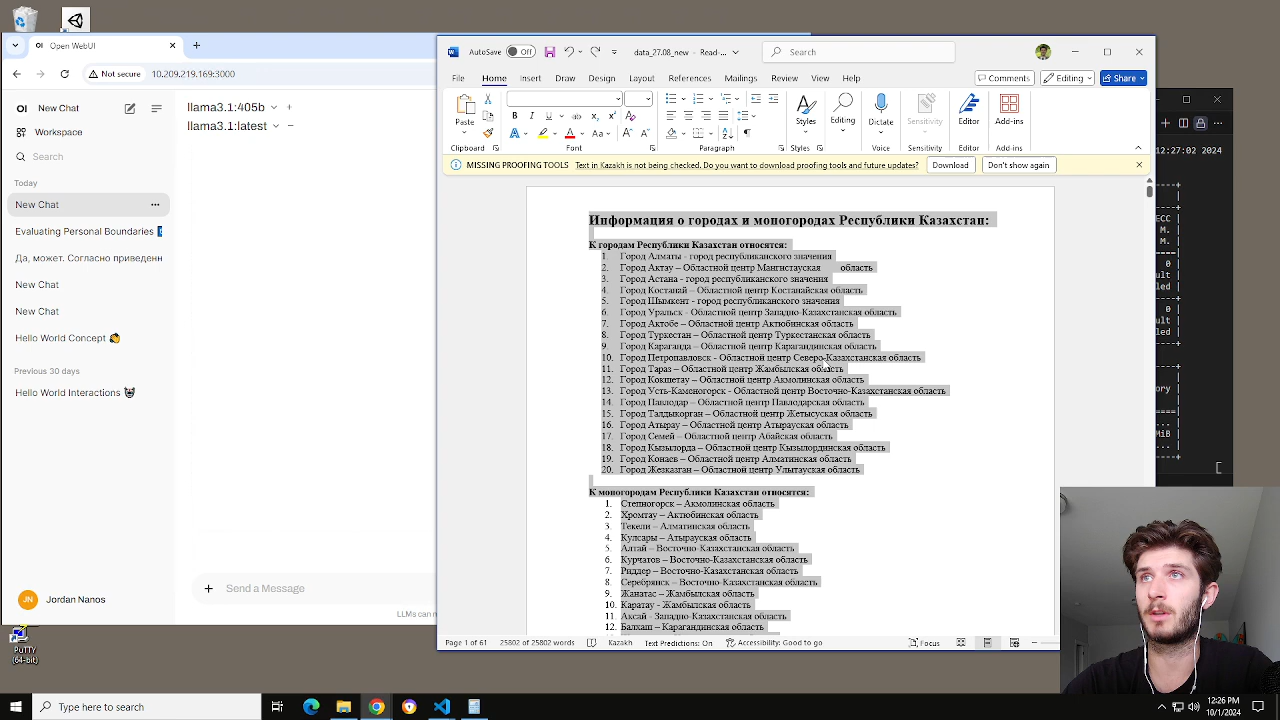 Open WebUI
Not secure
10.209.219.169:3000
New Chat
Workspace
Search
Today
New Chat
Evaluating Personal Boundaries
Да, может. Согласно приведенн
New Chat
New Chat
Hello World Concept 👏
Previous 30 days
Hello World Interactions
Jordan Nanos
llama3.1:405b
llama3.1:latest
Send a Message
LLMs can
AutoSave Off
data_27.08_new - Read-...
Search
File Home Insert Draw Design Layout References Mailings Review View Help
Comments Editing Share
Paste
Styles
Editing
Dictate
Sensitivity
Editor
Add-ins
Clipboard Font Paragraph Styles Voice Sensitivity Editor Add-ins
MISSING PROOFING TOOLS Text in Kazakh is not being checked. Do you want to download proofing tools and future updates? Download Don't show again
Информация о городах и моногородах Республики Казахстан:
К городам Республики Казахстан относятся:
1. Город Алматы - город республиканского значения
2. Город Актау – Областной центр Мангистауская область
3. Город Астана - город республиканского значения
4. Город Костанай – Областной центр Костанайская область
5. Город Шымкент - город республиканского значения
6. Город Уральск - Областной центр Западно-Казахстанская область
7. Город Актобе – Областной центр Актюбинская область
8. Город Туркестан – Областной центр Туркестанская область
9. Город Караганда – Областной центр Карагандинская область
10. Город Петропавловск - Областной центр Северо-Казахстанская область
11. Город Тараз – Областной центр Жамбылская область
12. Город Кокшетау – Областной центр Акмолинская область
13. Город Усть-Каменогорск - Областной центр Восточно-Казахстанская область
14. Город Павлодар – Областной центр Павлодарская область
15. Город Талдыкорган – Областной центр Жетысуская область
16. Город Атырау – Областной центр Атырауская область
17. Город Семей – Областной центр Абайская область
18. Город Кызылорда – Областной центр Кызылординская область
19. Город Конаев – Областной центр Алматинская область
20. Город Жезказган – Областной центр Улытауская область
К моногородам Республики Казахстан относятся:
1. Степногорск – Акмолинская область
2. Хромтау – Актюбинская область
3. Текели – Алматинская область
4. Кулсары – Атырауская область
5. Алтай – Восточно-Казахстанская область
6. Курчатов – Восточно-Казахстанская область
7. Риддер – Восточно-Казахстанская область
8. Серебрянск – Восточно-Казахстанская область
9. Жанатас – Жамбылская область
10. Каратау - Жамбылская область
11. Аксай - Западно-Казахстанская область
12. Балхаш – Карагандинская область
Page 1 of 61 25802 of 25802 words Kazakh Text Predictions: On Accessibility: Good to go Focus
12:27:02 2024
ECC
M.
M.
PuTTY
(64-bit)
Type here to search
12:26 PM
10/1/2024